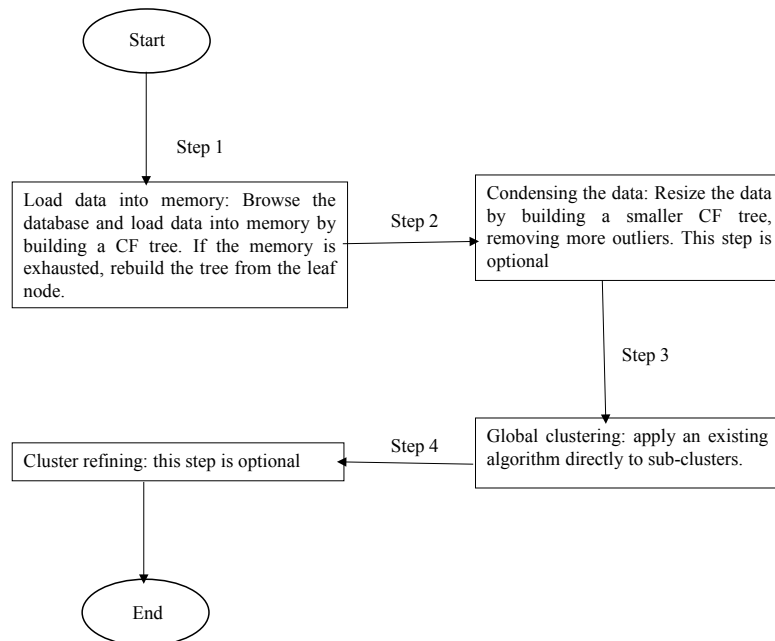 Start
Step 1
Load data into memory: Browse the
database and load data into memory by
building a CF tree. If the memory is
exhausted, rebuild the tree from the leaf
node.
Step 2
Condensing the data: Resize the data
by building a smaller CF tree,
removing more outliers. This step is
optional
Step 3
Global clustering: apply an existing
algorithm directly to sub-clusters.
Step 4
Cluster refining: this step is optional
End